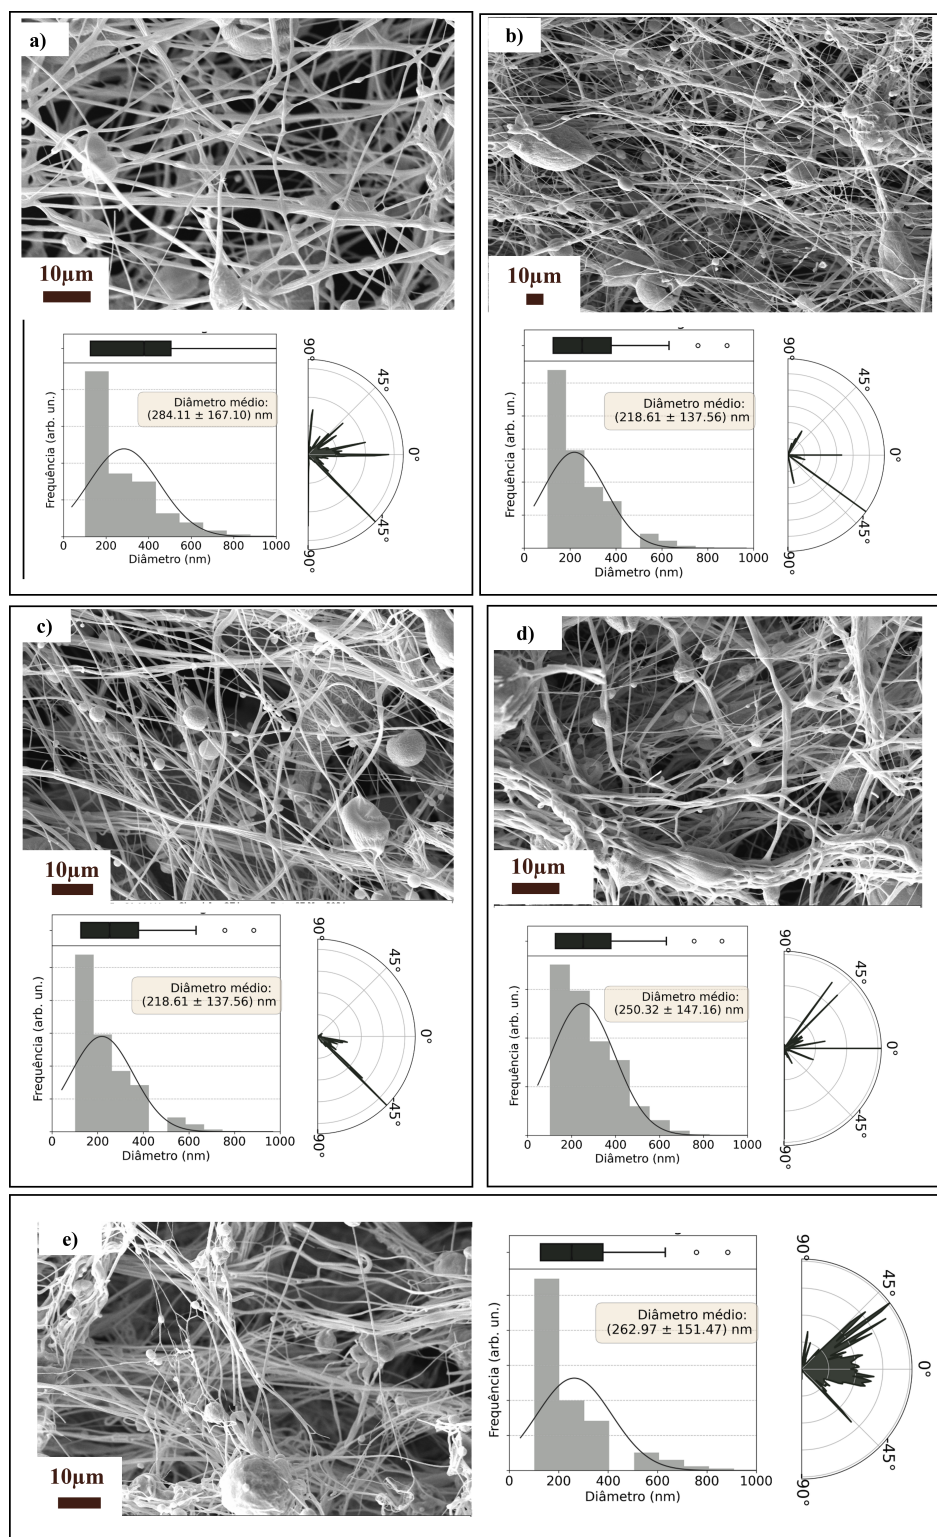 a)
10µm
90°
45°
0°
-45°
-90°
Diâmetro médio:
(284.11 ± 167.10) nm
Frequência (arb. un.)
0 200 400 600 800 1000
Diâmetro (nm)
b)
10µm
90°
45°
0°
-45°
-90°
Diâmetro médio:
(218.61 ± 137.56) nm
Frequência (arb. un.)
0 200 400 600 800 1000
Diâmetro (nm)
c)
10µm
90°
45°
0°
-45°
-90°
Diâmetro médio:
(218.61 ± 137.56) nm
Frequência (arb. un.)
0 200 400 600 800 1000
Diâmetro (nm)
d)
10µm
90°
45°
0°
-45°
-90°
Diâmetro médio:
(250.32 ± 147.16) nm
Frequência (arb. un.)
0 200 400 600 800 1000
Diâmetro (nm)
e)
10µm
90°
45°
0°
-45°
-90°
Diâmetro médio:
(262.97 ± 151.47) nm
Frequência (arb. un.)
0 200 400 600 800 1000
Diâmetro (nm)